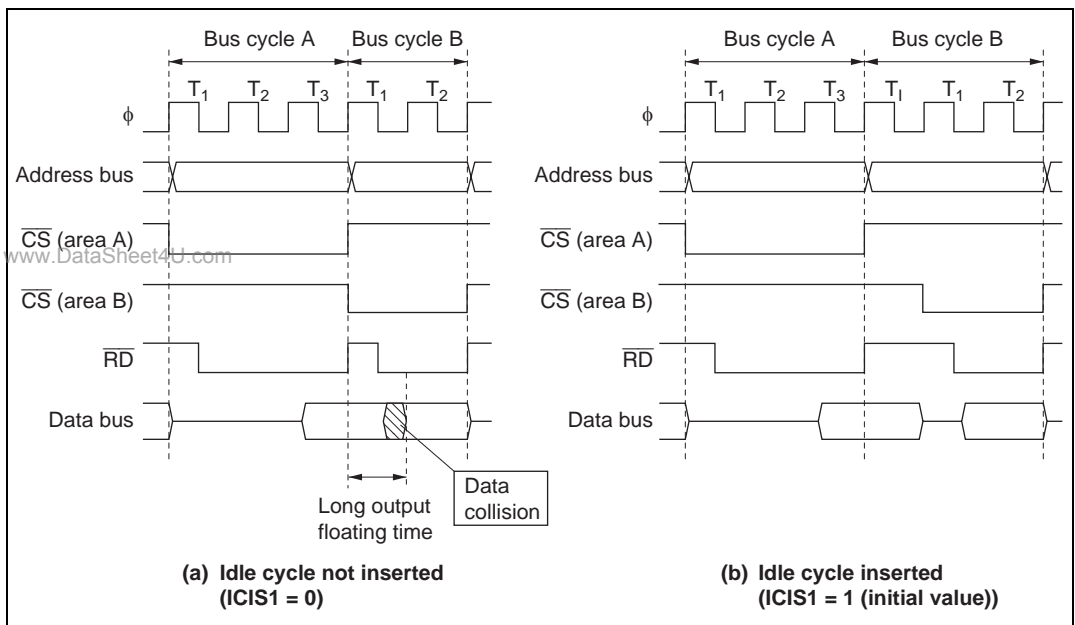 Bus cycle A Bus cycle B
T1 T2 T3 T1 T2
ϕ
Address bus
CS (area A)
CS (area B)
RD
Data bus
Long output
floating time
Data
collision
(a) Idle cycle not inserted
(ICIS1 = 0)
Bus cycle A Bus cycle B
T1 T2 T3 TI T1 T2
ϕ
Address bus
CS (area A)
CS (area B)
RD
Data bus
(b) Idle cycle inserted
(ICIS1 = 1 (initial value))
www.DataSheet4U.com